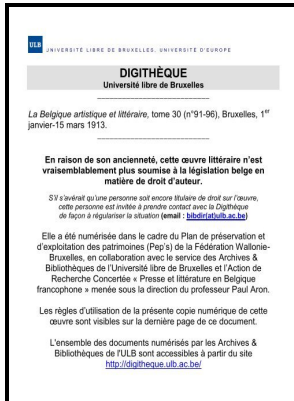 ULB UNIVERSITÉ LIBRE DE BRUXELLES, UNIVERSITÉ D'EUROPE
DIGITHÈQUE
Université libre de Bruxelles
La Belgique artistique et littéraire, tome 30 (n°91-96), Bruxelles, 1er
janvier-15 mars 1913.
En raison de son ancienneté, cette œuvre littéraire n'est
vraisemblablement plus soumise à la législation belge en
matière de droit d'auteur.
S'il s'avérait qu'une personne soit encore titulaire de droit sur l'œuvre,
cette personne est invitée à prendre contact avec la Digithèque
de façon à régulariser la situation (email : bibdir(at)ulb.ac.be)
Elle a été numérisée dans le cadre du Plan de préservation et
d'exploitation des patrimoines (Pep's) de la Fédération Wallonie-
Bruxelles, en collaboration avec le service des Archives &
Bibliothèques de l'Université libre de Bruxelles et l'Action de
Recherche Concertée « Presse et littérature en Belgique
francophone » menée sous la direction du professeur Paul Aron.
Les règles d'utilisation de la présente copie numérique de cette
œuvre sont visibles sur la dernière page de ce document.
L'ensemble des documents numérisés par les Archives &
Bibliothèques de l'ULB sont accessibles à partir du site
http://digitheque.ulb.ac.be/